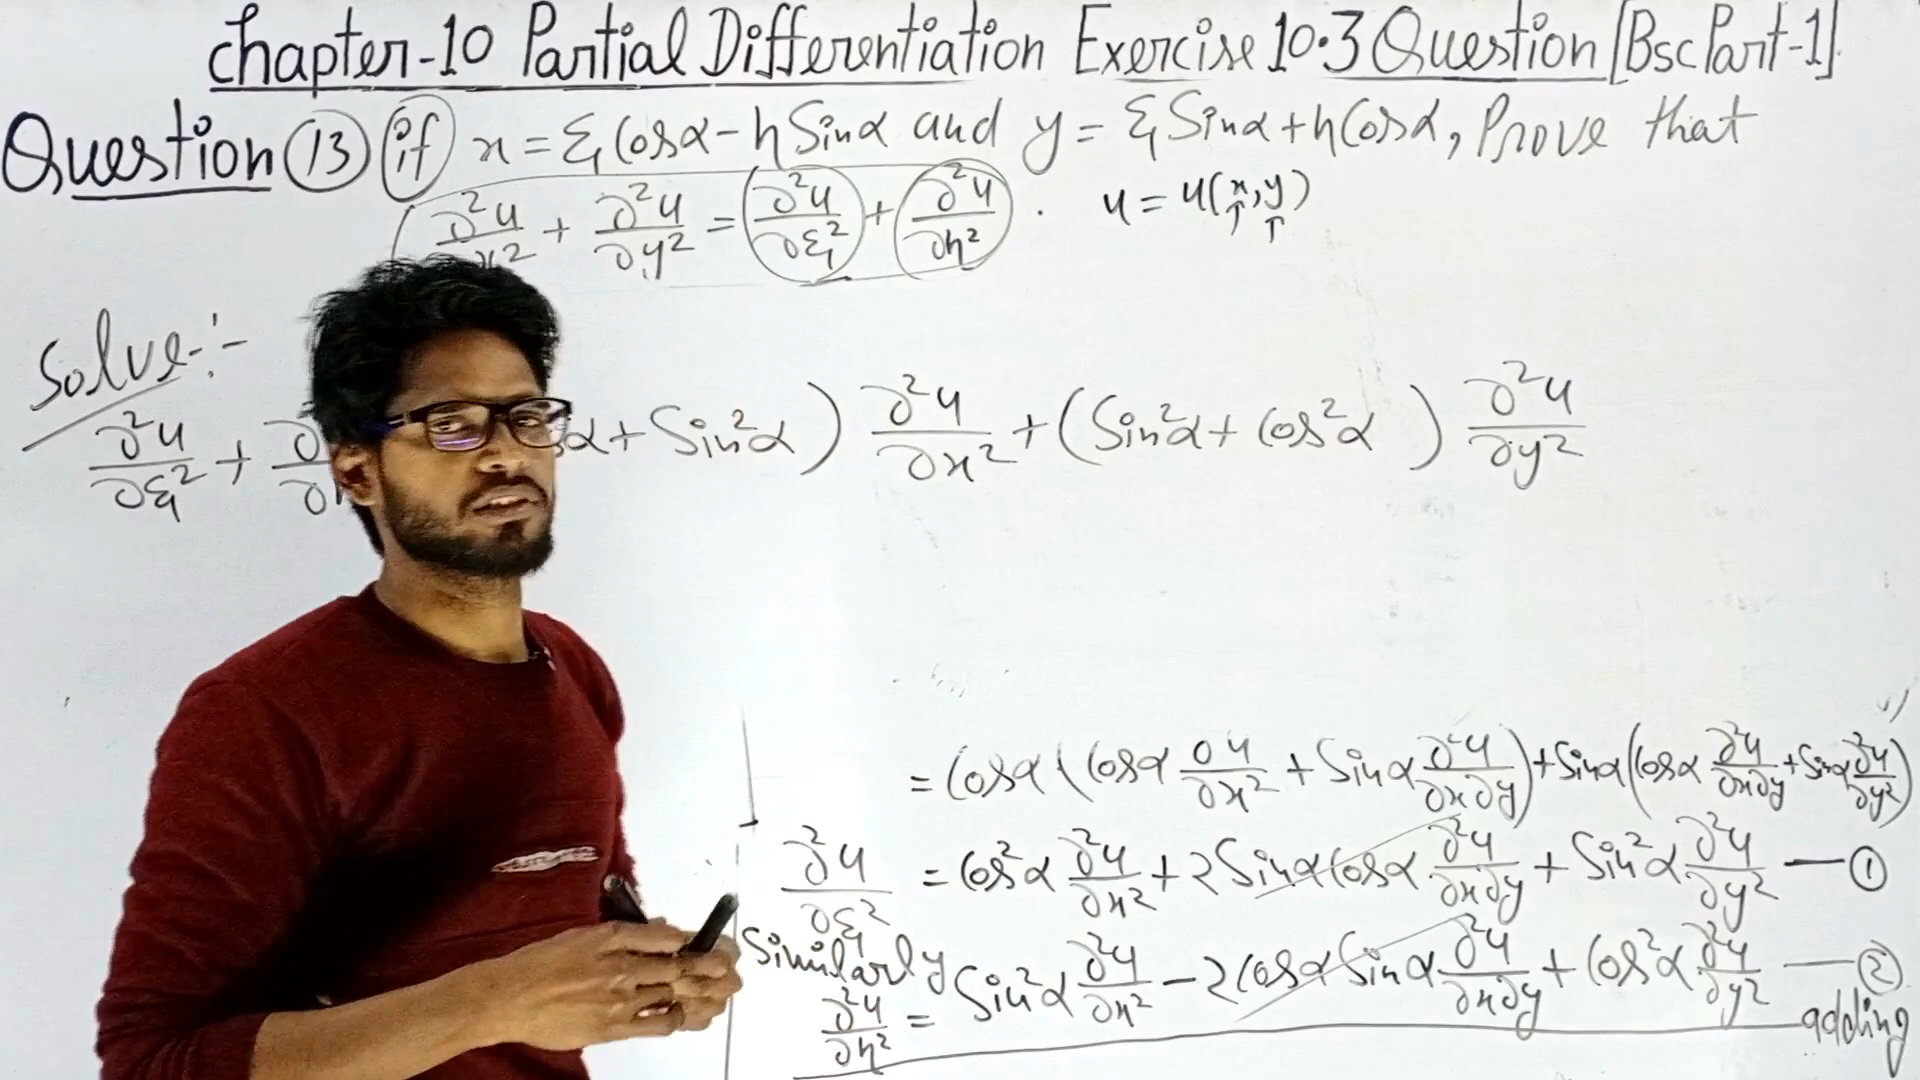 Chapter-10 Partial Differentiation Exercise 10.3 Question [Bsc Part-1]
Question 13 if x = ξ Cosα - η Sinα and y = ξ Sinα + η Cosα, Prove that
∂²u/∂x² + ∂²u/∂y² = ∂²u/∂ξ² + ∂²u/∂η² . u = u(x, y)
Solve:-
∂²u/∂ξ² + α + Sin²α) ∂²u/∂x² + (Sin²α + Cos²α) ∂²u/∂y²
= Cosα (Cosα ∂u/∂x² + Sinα ∂²u/∂x∂y) + Sinα (Cosα ∂²u/∂x∂y + Sinα ∂²u/∂y²)
∂²u/∂ξ² = Cos²α ∂²u/∂x² + 2 Sinα Cosα ∂²u/∂x∂y + Sin²α ∂²u/∂y² — ①
Similarly
∂²u/∂η² = Sin²α ∂²u/∂x² - 2 Cosα Sinα ∂²u/∂x∂y + Cos²α ∂²u/∂y² — ②
adding